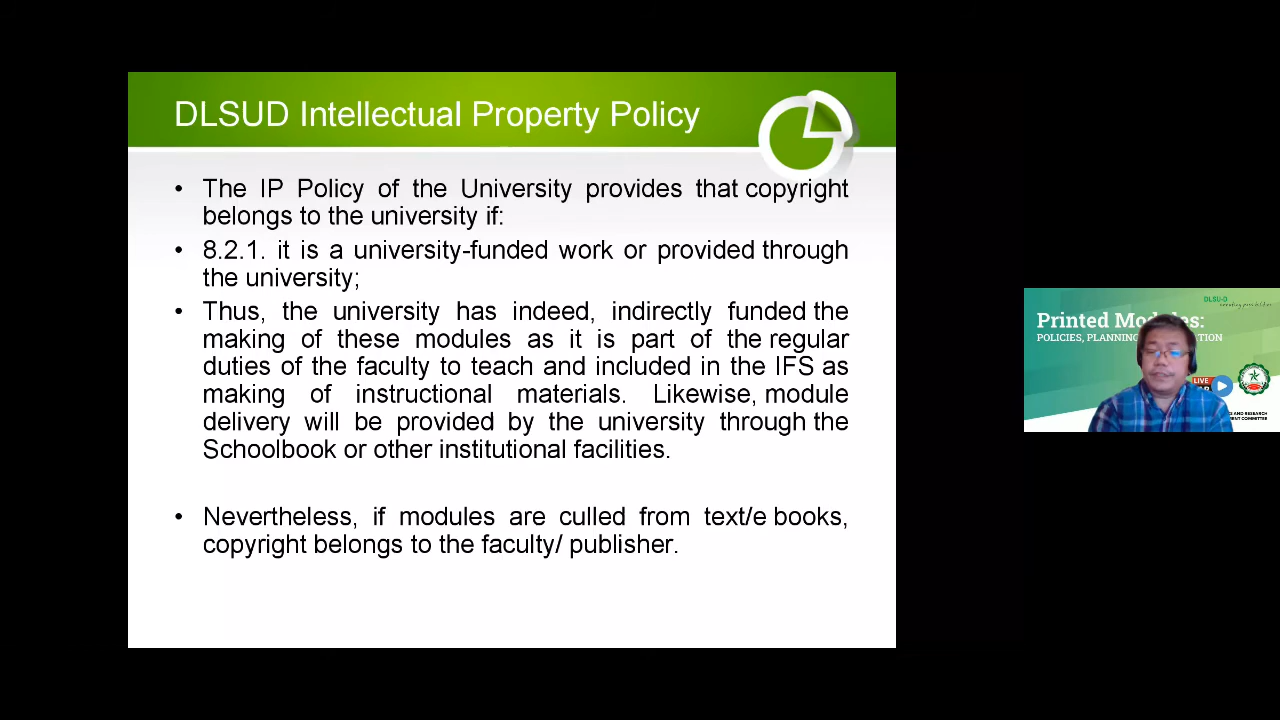 DLSUD Intellectual Property Policy
• The IP Policy of the University provides that copyright
belongs to the university if:
• 8.2.1. it is a university-funded work or provided through
the university;
• Thus, the university has indeed, indirectly funded the
making of these modules as it is part of the regular
duties of the faculty to teach and included in the IFS as
making of instructional materials. Likewise, module
delivery will be provided by the university through the
Schoolbook or other institutional facilities.
• Nevertheless, if modules are culled from text/e books,
copyright belongs to the faculty/ publisher.
DLSU-D
Printed
POLICIES, PLANNING
LIVE
AND RESEARCH
COMMITTEE